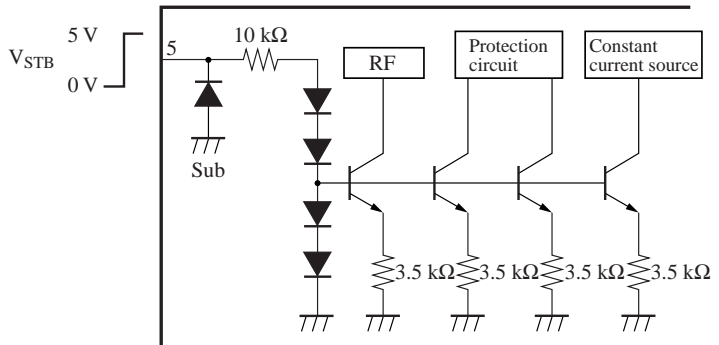 5 V
V_STB
0 V
5
10 kΩ
RF
Protection
circuit
Constant
current source
Sub
3.5 kΩ
3.5 kΩ
3.5 kΩ
3.5 kΩ